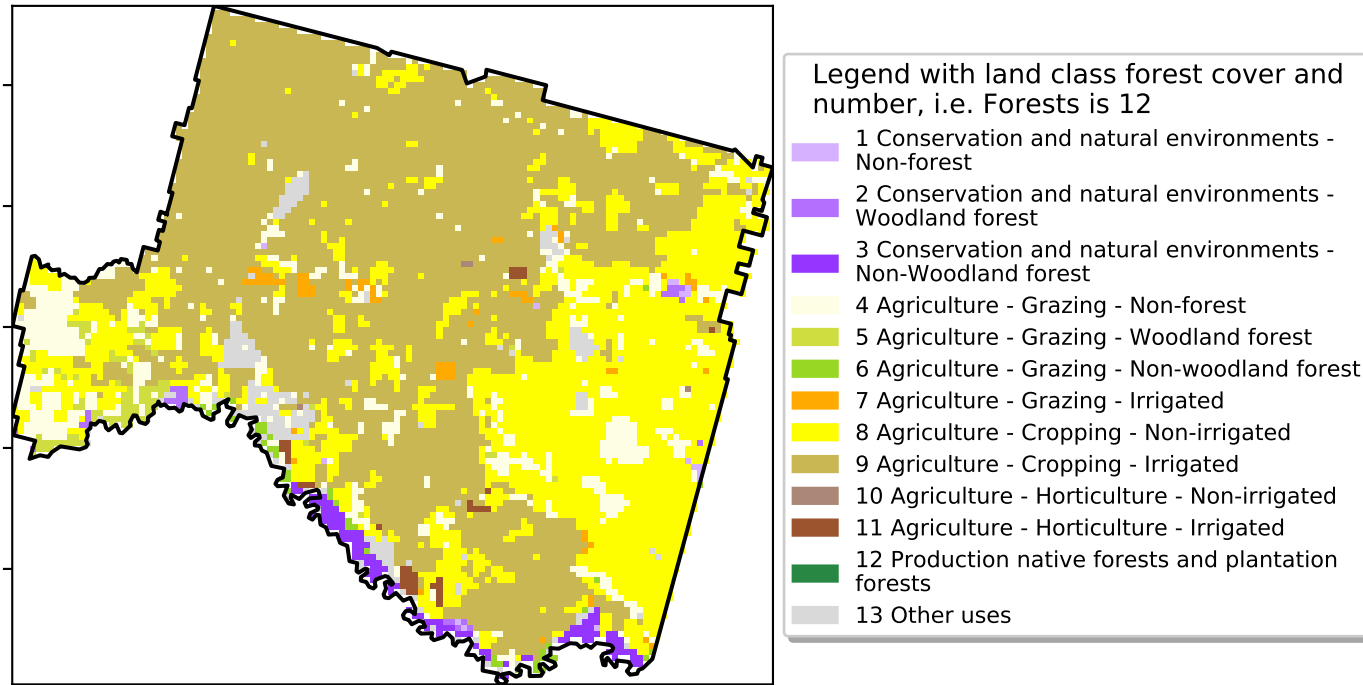 Legend with land class forest cover and
number, i.e. Forests is 12
1 Conservation and natural environments -
Non-forest
2 Conservation and natural environments -
Woodland forest
3 Conservation and natural environments -
Non-Woodland forest
4 Agriculture - Grazing - Non-forest
5 Agriculture - Grazing - Woodland forest
6 Agriculture - Grazing - Non-woodland forest
7 Agriculture - Grazing - Irrigated
8 Agriculture - Cropping - Non-irrigated
9 Agriculture - Cropping - Irrigated
10 Agriculture - Horticulture - Non-irrigated
11 Agriculture - Horticulture - Irrigated
12 Production native forests and plantation
forests
13 Other uses